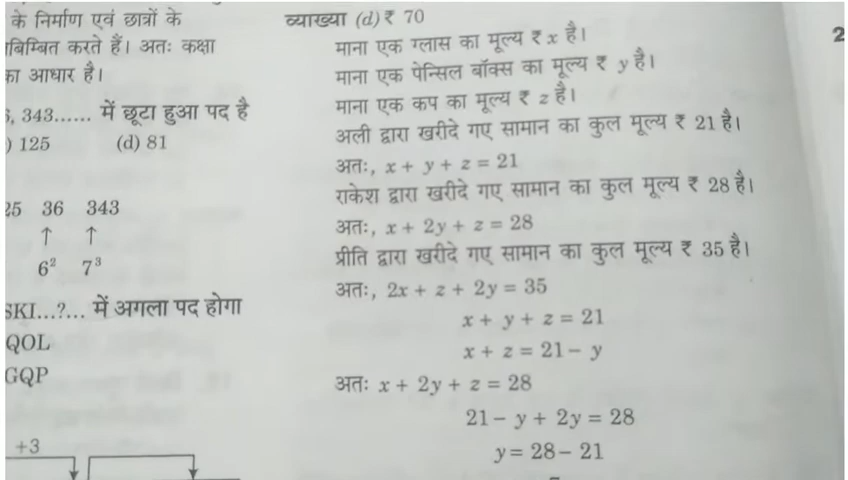 के निर्माण एवं छात्रों के
करते हैं। अतः कक्षा
का आधार है।
, 343...... में छूटा हुआ पद है
) 125 (d) 81
25 36 343
↑ ↑
6² 7³
SKI...?... में अगला पद होगा
QOL
GQP
+3
व्याख्या (d) ₹ 70
माना एक ग्लास का मूल्य ₹ x है।
माना एक पेन्सिल बॉक्स का मूल्य ₹ y है।
माना एक कप का मूल्य ₹ z है।
अली द्वारा खरीदे गए सामान का कुल मूल्य ₹ 21 है।
अतः, x + y + z = 21
राकेश द्वारा खरीदे गए सामान का कुल मूल्य ₹ 28 है।
अतः, x + 2y + z = 28
प्रीति द्वारा खरीदे गए सामान का कुल मूल्य ₹ 35 है।
अतः, 2x + z + 2y = 35
x + y + z = 21
x + z = 21 – y
अतः x + 2y + z = 28
21 – y + 2y = 28
y = 28 – 21
2